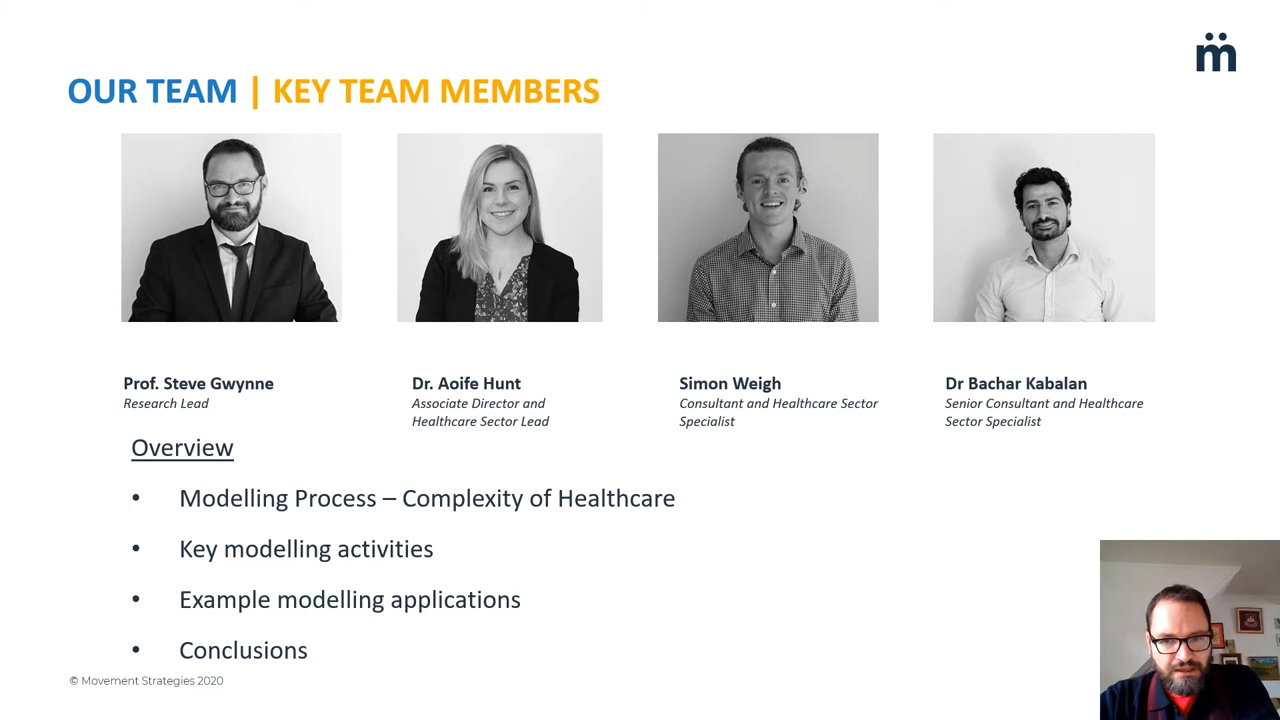 m̈
OUR TEAM | KEY TEAM MEMBERS
Prof. Steve Gwynne
Research Lead
Dr. Aoife Hunt
Associate Director and
Healthcare Sector Lead
Simon Weigh
Consultant and Healthcare Sector
Specialist
Dr Bachar Kabalan
Senior Consultant and Healthcare
Sector Specialist
Overview
• Modelling Process – Complexity of Healthcare
• Key modelling activities
• Example modelling applications
• Conclusions
© Movement Strategies 2020